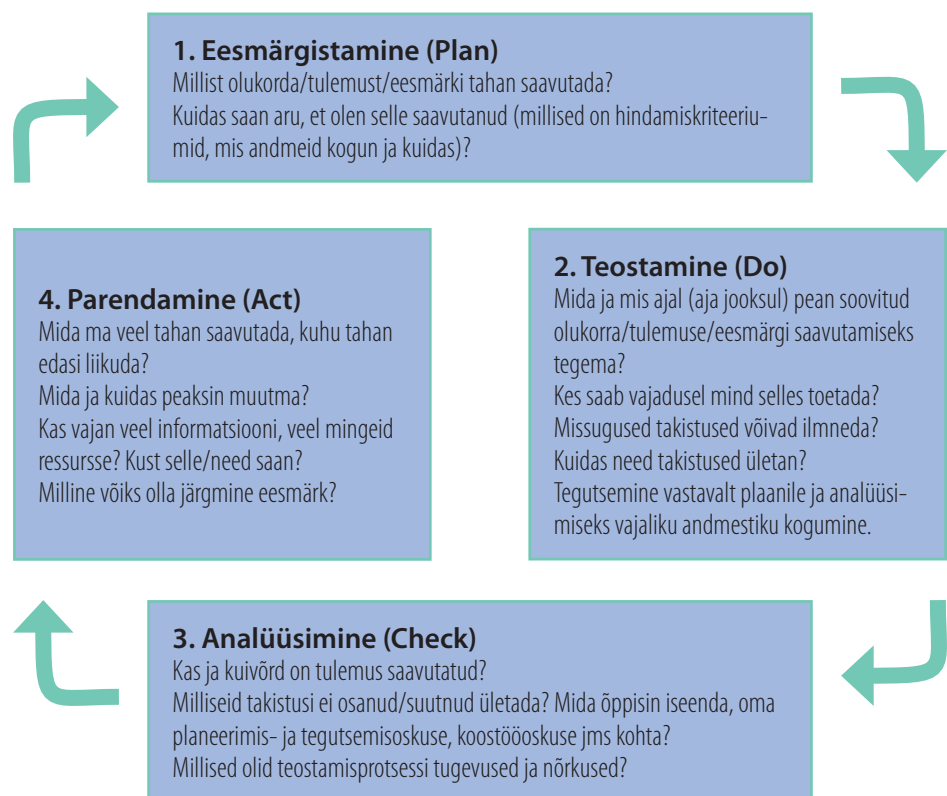 1. Eesmärgistamine (Plan)
Millist olukorda/tulemust/eesmärki tahan saavutada?
Kuidas saan aru, et olen selle saavutanud (millised on hindamiskriteeriu-
mid, mis andmeid kogun ja kuidas)?
2. Teostamine (Do)
Mida ja mis ajal (aja jooksul) pean soovitud
olukorra/tulemuse/eesmärgi saavutamiseks
tegema?
Kes saab vajadusel mind selles toetada?
Missugused takistused võivad ilmneda?
Kuidas need takistused ületan?
Tegutsemine vastavalt plaanile ja analüüsi-
miseks vajaliku andmestiku kogumine.
3. Analüüsimine (Check)
Kas ja kuivõrd on tulemus saavutatud?
Milliseid takistusi ei osanud/suutnud ületada? Mida õppisin iseenda, oma
planeerimis- ja tegutsemisoskuse, koostööoskuse jms kohta?
Millised olid teostamisprotsessi tugevused ja nõrkused?
4. Parendamine (Act)
Mida ma veel tahan saavutada, kuhu tahan
edasi liikuda?
Mida ja kuidas peaksin muutma?
Kas vajan veel informatsiooni, veel mingeid
ressursse? Kust selle/need saan?
Milline võiks olla järgmine eesmärk?